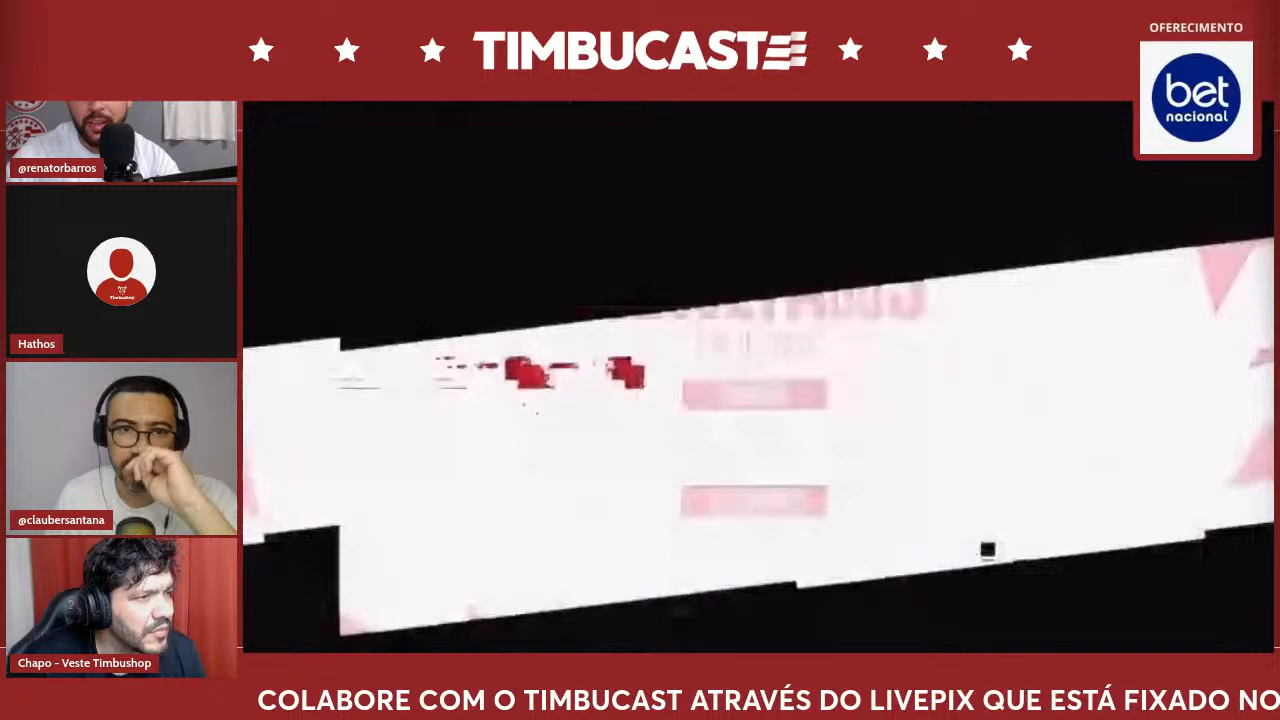 OFERECIMENTO
TIMBUCAST
bet
nacional
@renatorbarros
Timbushop
Hathos
@claubersantana
Chapo - Veste Timbushop
COLABORE COM O TIMBUCAST ATRAVÉS DO LIVEPIX QUE ESTÁ FIXADO NO